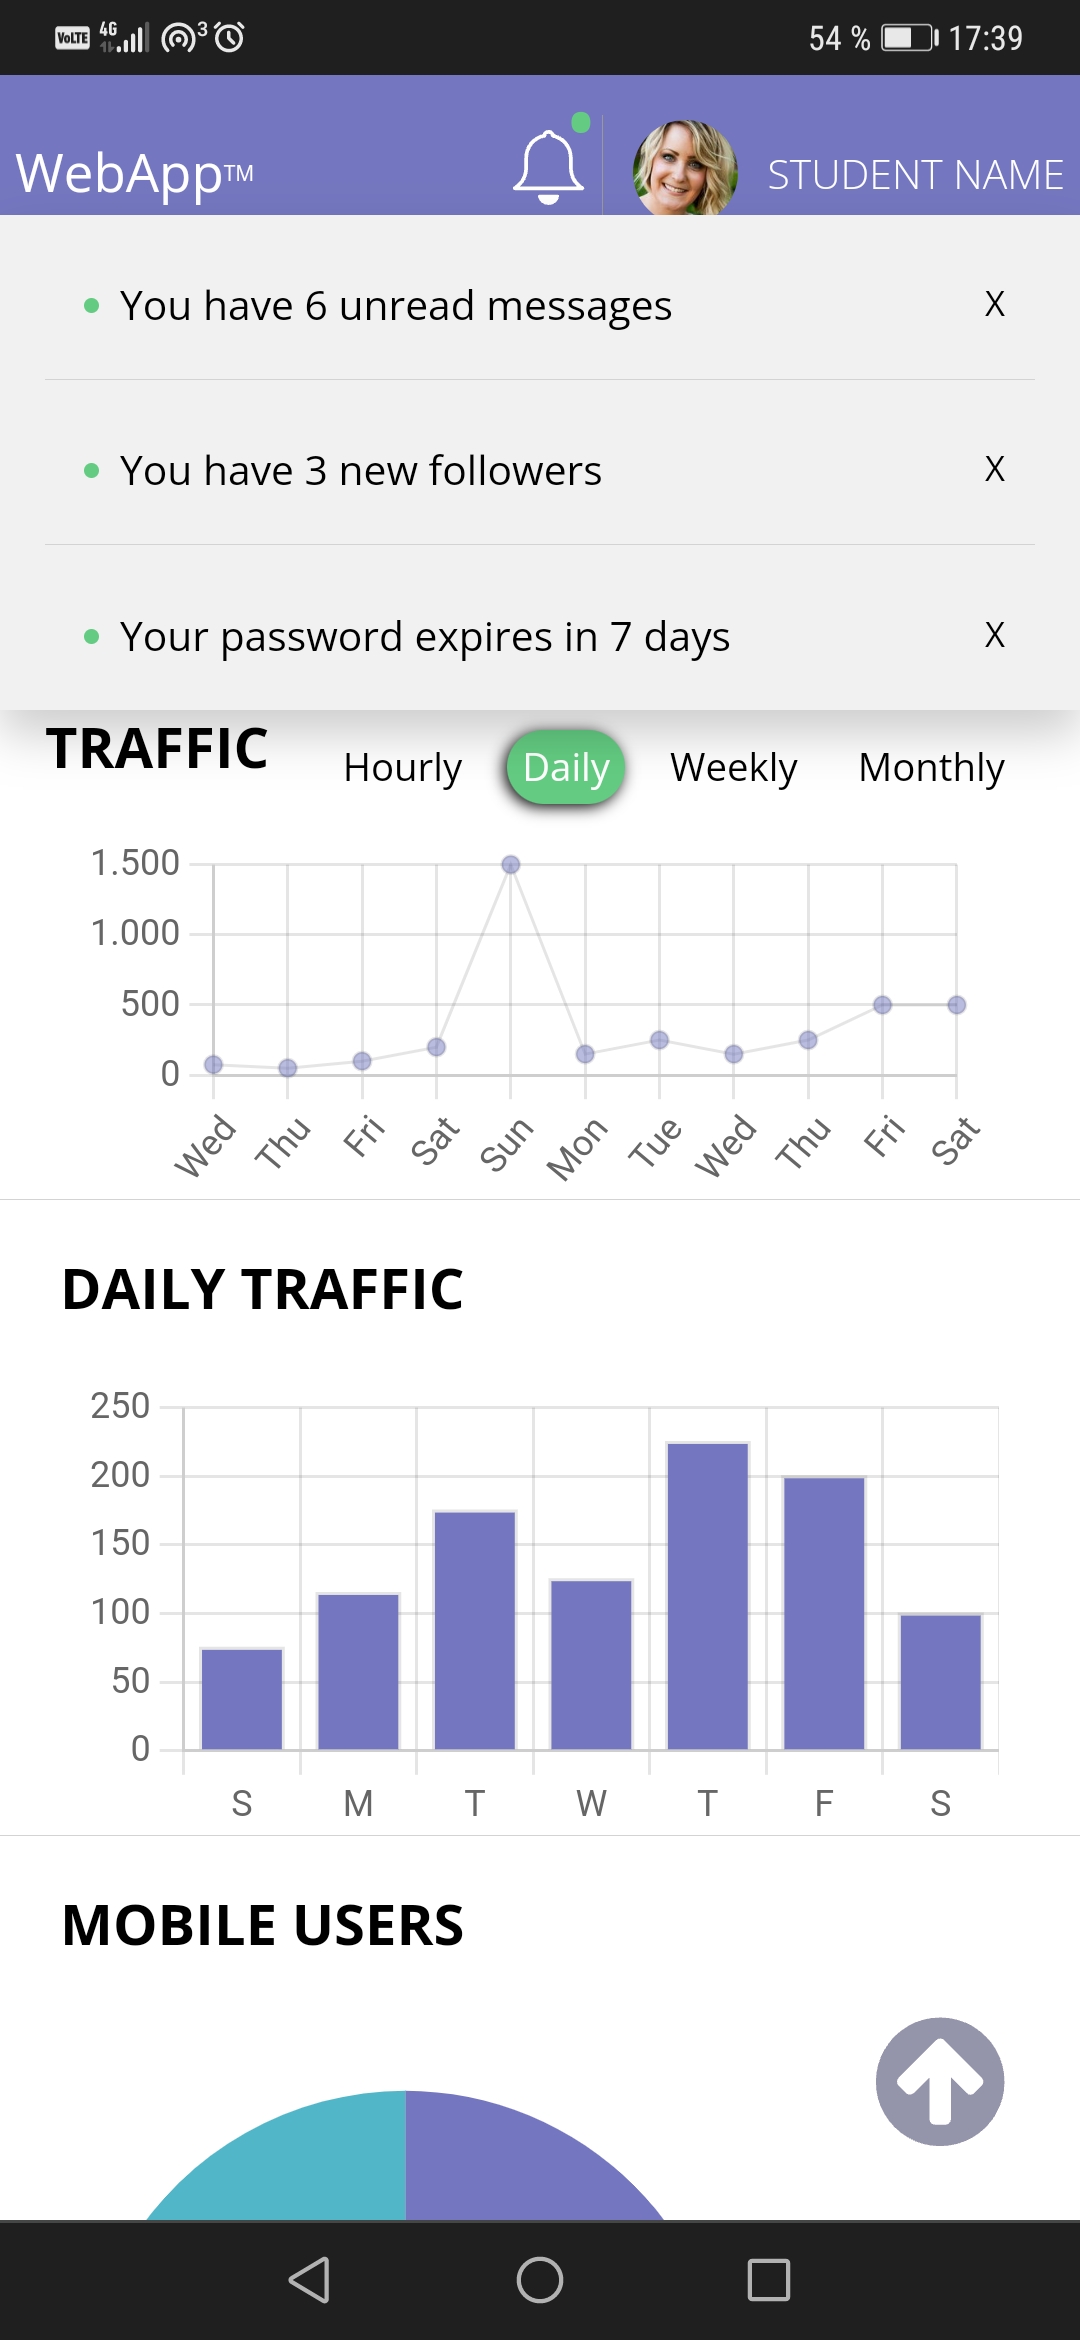 VoLTE 4G 3 54 % 17:39
WebApp™ STUDENT NAME
You have 6 unread messages X
You have 3 new followers X
Your password expires in 7 days X
TRAFFIC Hourly Daily Weekly Monthly
1.500
1.000
500
0
Wed Thu Fri Sat Sun Mon Tue Wed Thu Fri Sat
DAILY TRAFFIC
250
200
150
100
50
0
S M T W T F S
MOBILE USERS